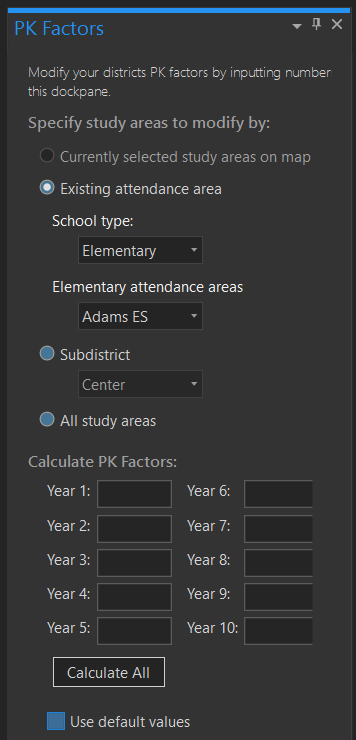 PK Factors
Modify your districts PK factors by inputting number
this dockpane.
Specify study areas to modify by:
Currently selected study areas on map
Existing attendance area
School type:
Elementary
Elementary attendance areas
Adams ES
Subdistrict
Center
All study areas
Calculate PK Factors:
Year 1: Year 6:
Year 2: Year 7:
Year 3: Year 8:
Year 4: Year 9:
Year 5: Year 10:
Calculate All
Use default values